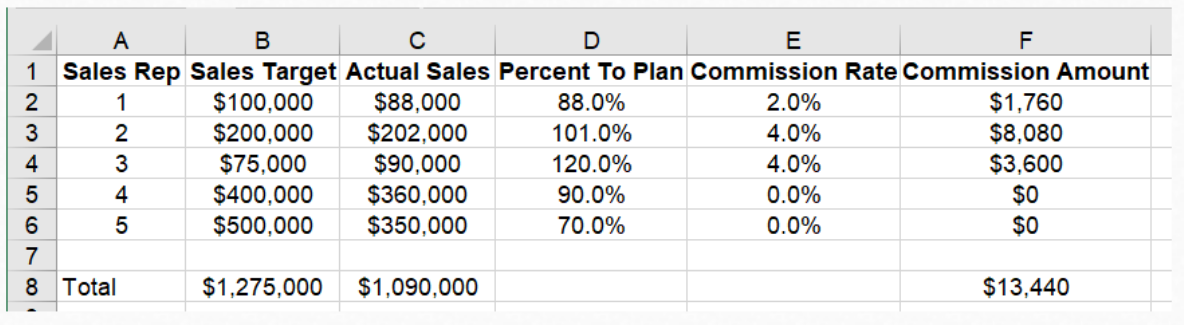 A B C D E F
1 Sales Rep Sales Target Actual Sales Percent To Plan Commission Rate Commission Amount
2 1 $100,000 $88,000 88.0% 2.0% $1,760
3 2 $200,000 $202,000 101.0% 4.0% $8,080
4 3 $75,000 $90,000 120.0% 4.0% $3,600
5 4 $400,000 $360,000 90.0% 0.0% $0
6 5 $500,000 $350,000 70.0% 0.0% $0
7
8 Total $1,275,000 $1,090,000 $13,440